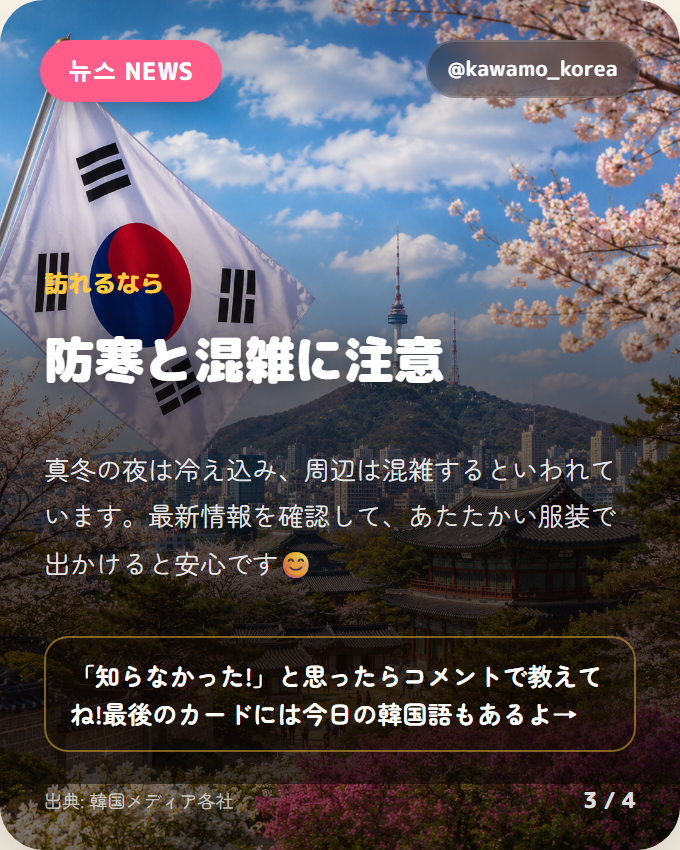 뉴스 NEWS
@kawamo_korea
訪れるなら
防寒と混雑に注意
真冬の夜は冷え込み、周辺は混雑するといわれて
います。最新情報を確認して、あたたかい服装で
出かけると安心です😊
「知らなかった!」と思ったらコメントで教えて
ね!最後のカードには今日の韓国語もあるよ→
出典: 韓国メディア各社
3 / 4